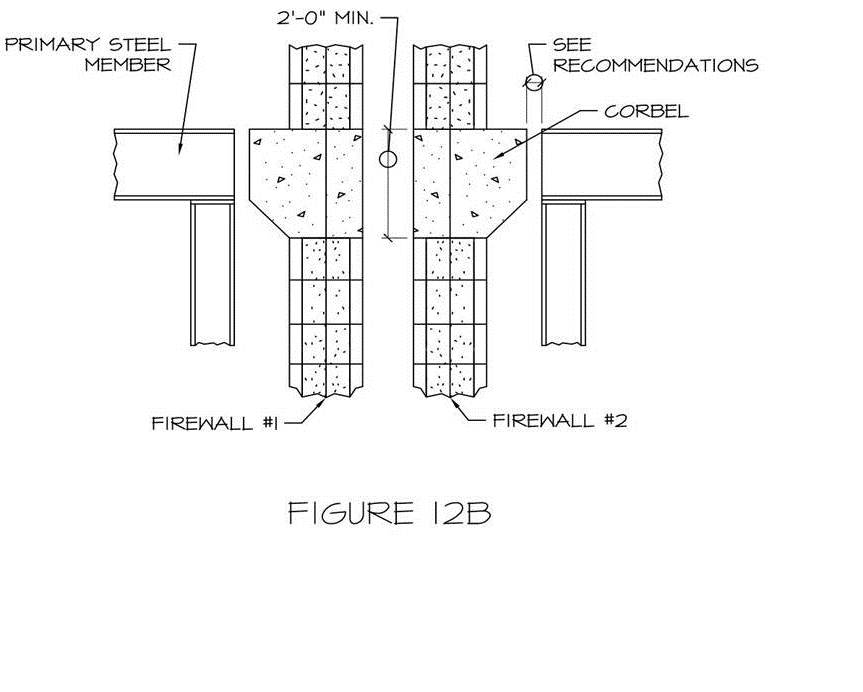 2'-0" MIN.
PRIMARY STEEL
MEMBER
SEE
RECOMMENDATIONS
CORBEL
FIREWALL #1
FIREWALL #2
FIGURE 12B